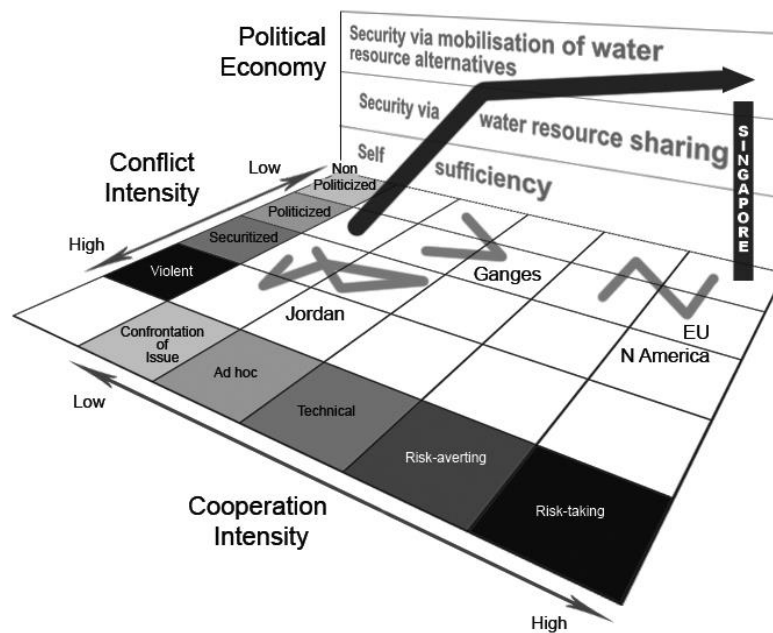 Political
Economy
Security via mobilisation of water
resource alternatives
Security via water resource sharing
Self sufficiency
SINGAPORE
Conflict
Intensity
Low
High
Non
Politicized
Politicized
Securitized
Violent
Ganges
Jordan
EU
N America
Confrontation
of
Issue
Ad hoc
Technical
Risk-averting
Risk-taking
Low
Cooperation
Intensity
High